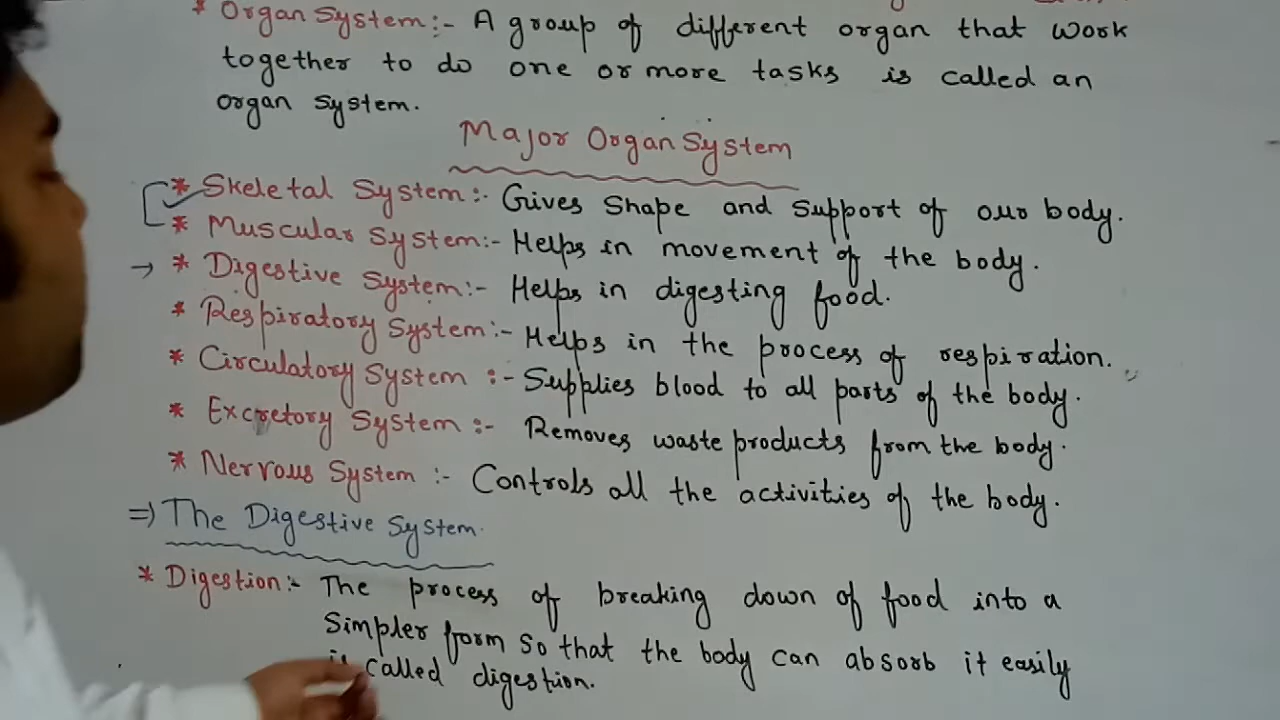 * Organ System:- A group of different organ that work
together to do one or more tasks is called an
organ system.
Major Organ System
* Skeletal System:- Gives Shape and Support of our body.
* Muscular System:- Helps in movement of the body.
→ * Digestive System:- Helps in digesting food.
* Respiratory System:- Helps in the process of respiration.
* Circulatory System :- Supplies blood to all parts of the body.
* Excretory System :- Removes waste products from the body.
* Nervous System :- Controls all the activities of the body.
⇒ The Digestive System.
* Digestion:- The process of breaking down of food into a
Simpler form so that the body can absorb it easily
is called digestion.